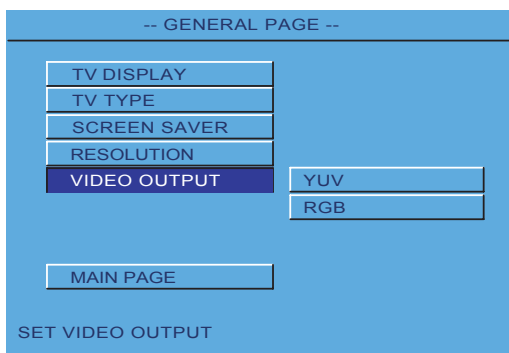 -- GENERAL PAGE --
TV DISPLAY
TV TYPE
SCREEN SAVER
RESOLUTION
VIDEO OUTPUT
YUV
RGB
MAIN PAGE
SET VIDEO OUTPUT